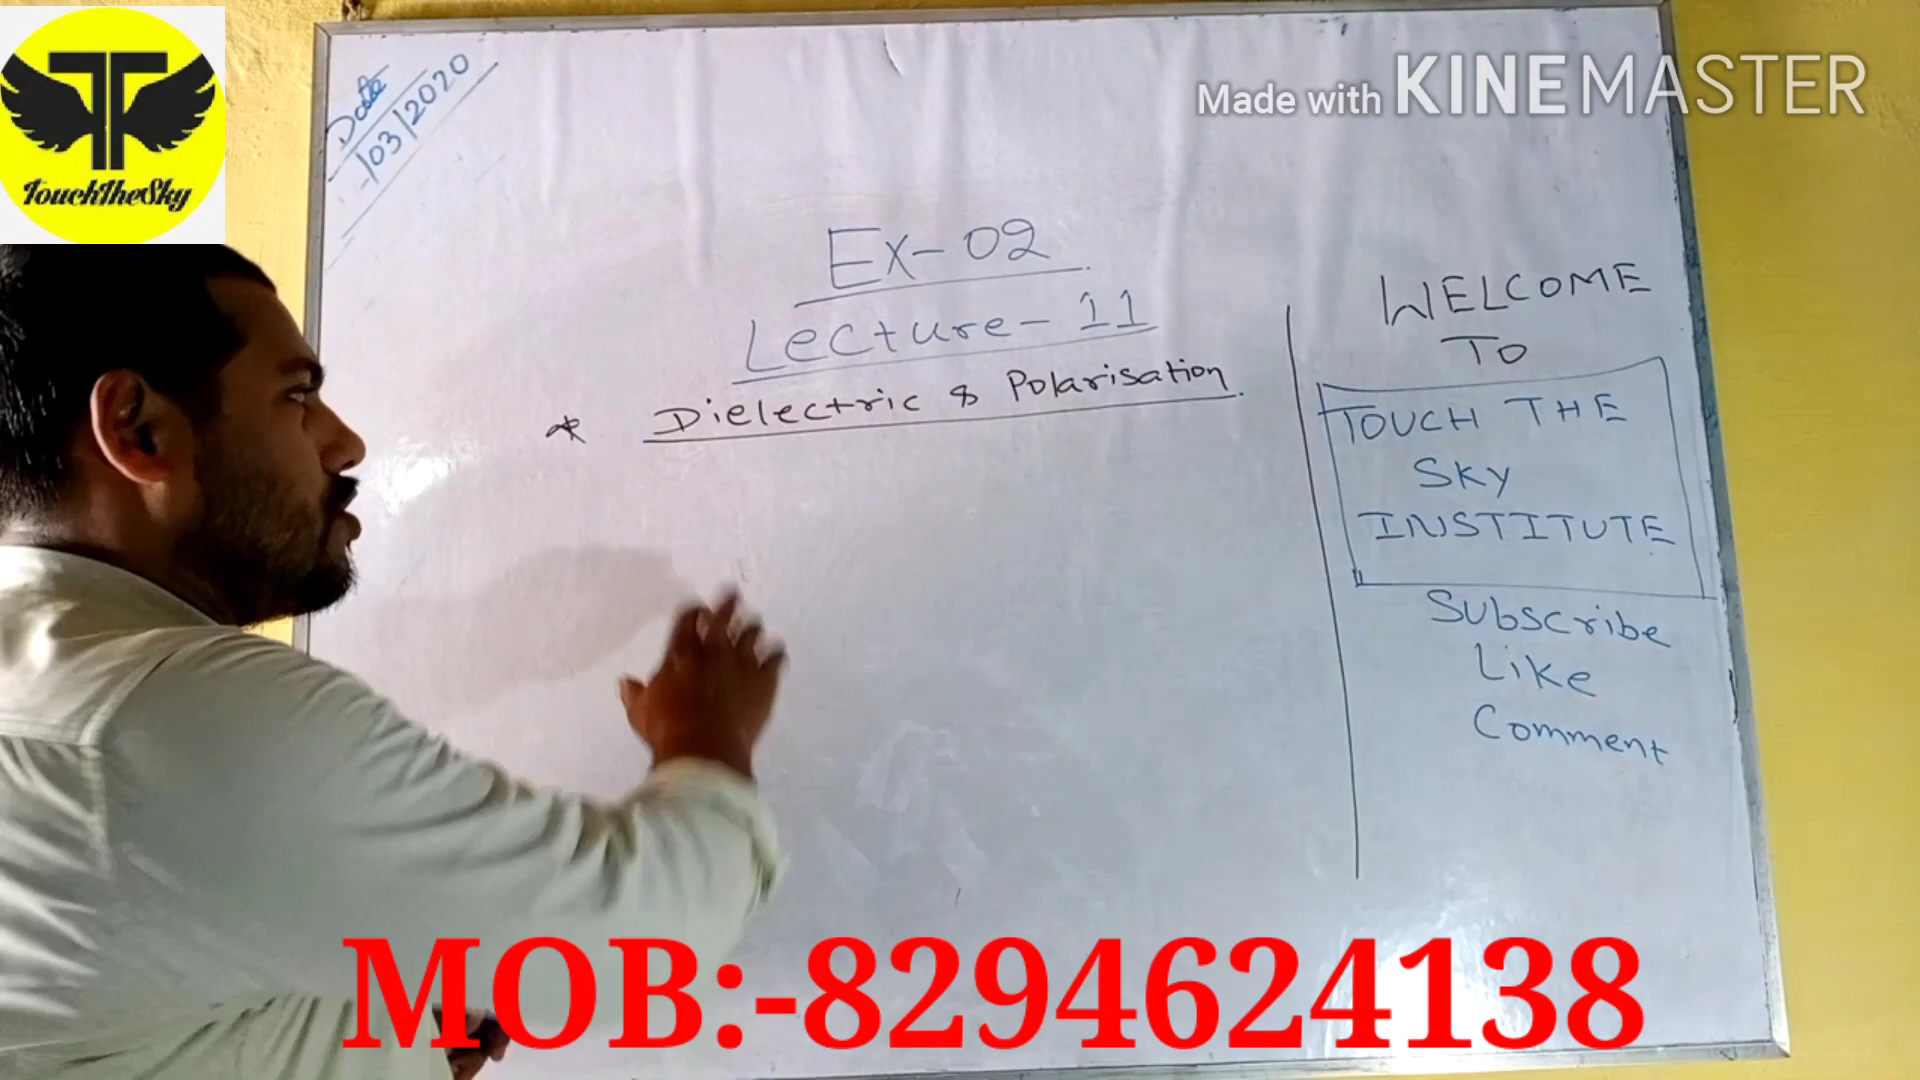 TouchTheSky
Date
-/03/2020
Made with KINEMASTER
Ex-02
Lecture-11
* Dielectric & Polarisation.
WELCOME
TO
TOUCH THE
SKY
INSTITUTE
Subscribe
Like
Comment
MOB:-8294624138